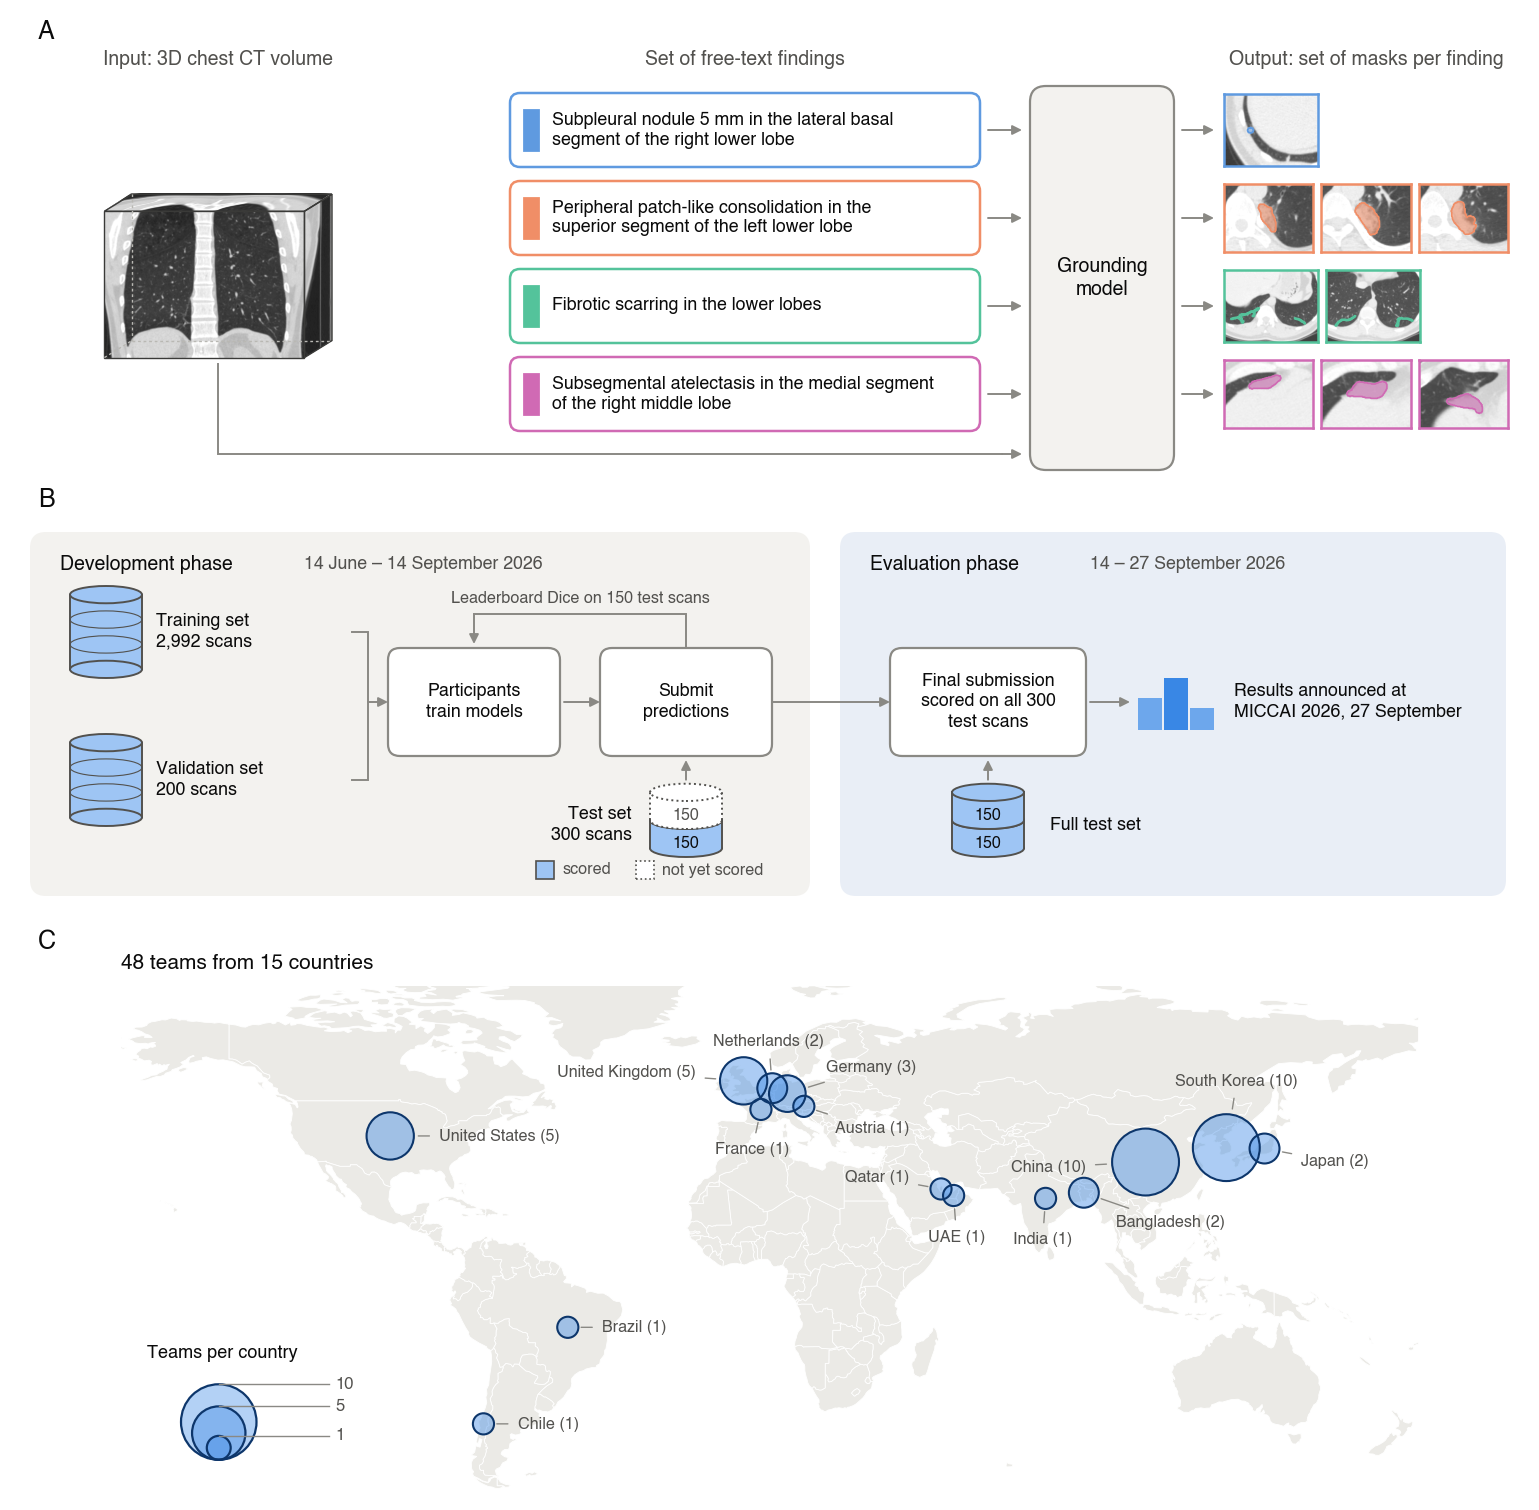 A
Input: 3D chest CT volume
Set of free-text findings
Output: set of masks per finding
Subpleural nodule 5 mm in the lateral basal
segment of the right lower lobe
Peripheral patch-like consolidation in the
superior segment of the left lower lobe
Fibrotic scarring in the lower lobes
Subsegmental atelectasis in the medial segment
of the right middle lobe
Grounding
model
B
Development phase
14 June – 14 September 2026
Leaderboard Dice on 150 test scans
Training set
2,992 scans
Validation set
200 scans
Participants
train models
Submit
predictions
Test set
300 scans
150
150
scored
not yet scored
Evaluation phase
14 – 27 September 2026
Final submission
scored on all 300
test scans
Results announced at
MICCAI 2026, 27 September
150
150
Full test set
C
48 teams from 15 countries
Netherlands (2)
United Kingdom (5)
Germany (3)
South Korea (10)
United States (5)
Austria (1)
France (1)
Japan (2)
China (10)
Qatar (1)
Bangladesh (2)
UAE (1)
India (1)
Brazil (1)
Teams per country
10
5
1
Chile (1)